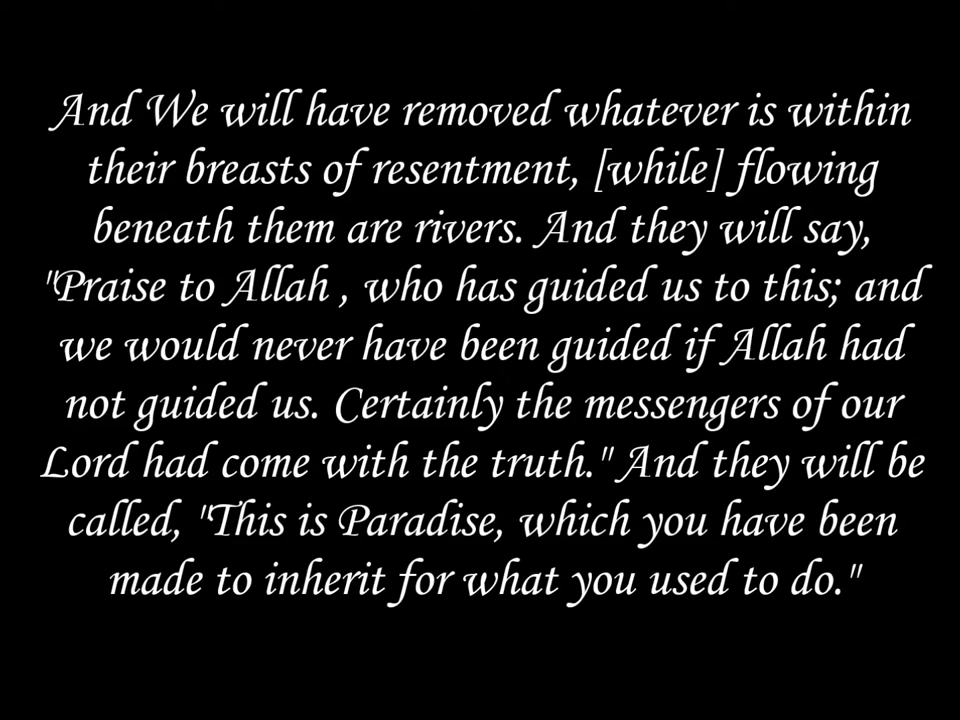 And We will have removed whatever is within
their breasts of resentment, [while] flowing
beneath them are rivers. And they will say,
"Praise to Allah , who has guided us to this; and
we would never have been guided if Allah had
not guided us. Certainly the messengers of our
Lord had come with the truth." And they will be
called, "This is Paradise, which you have been
made to inherit for what you used to do."